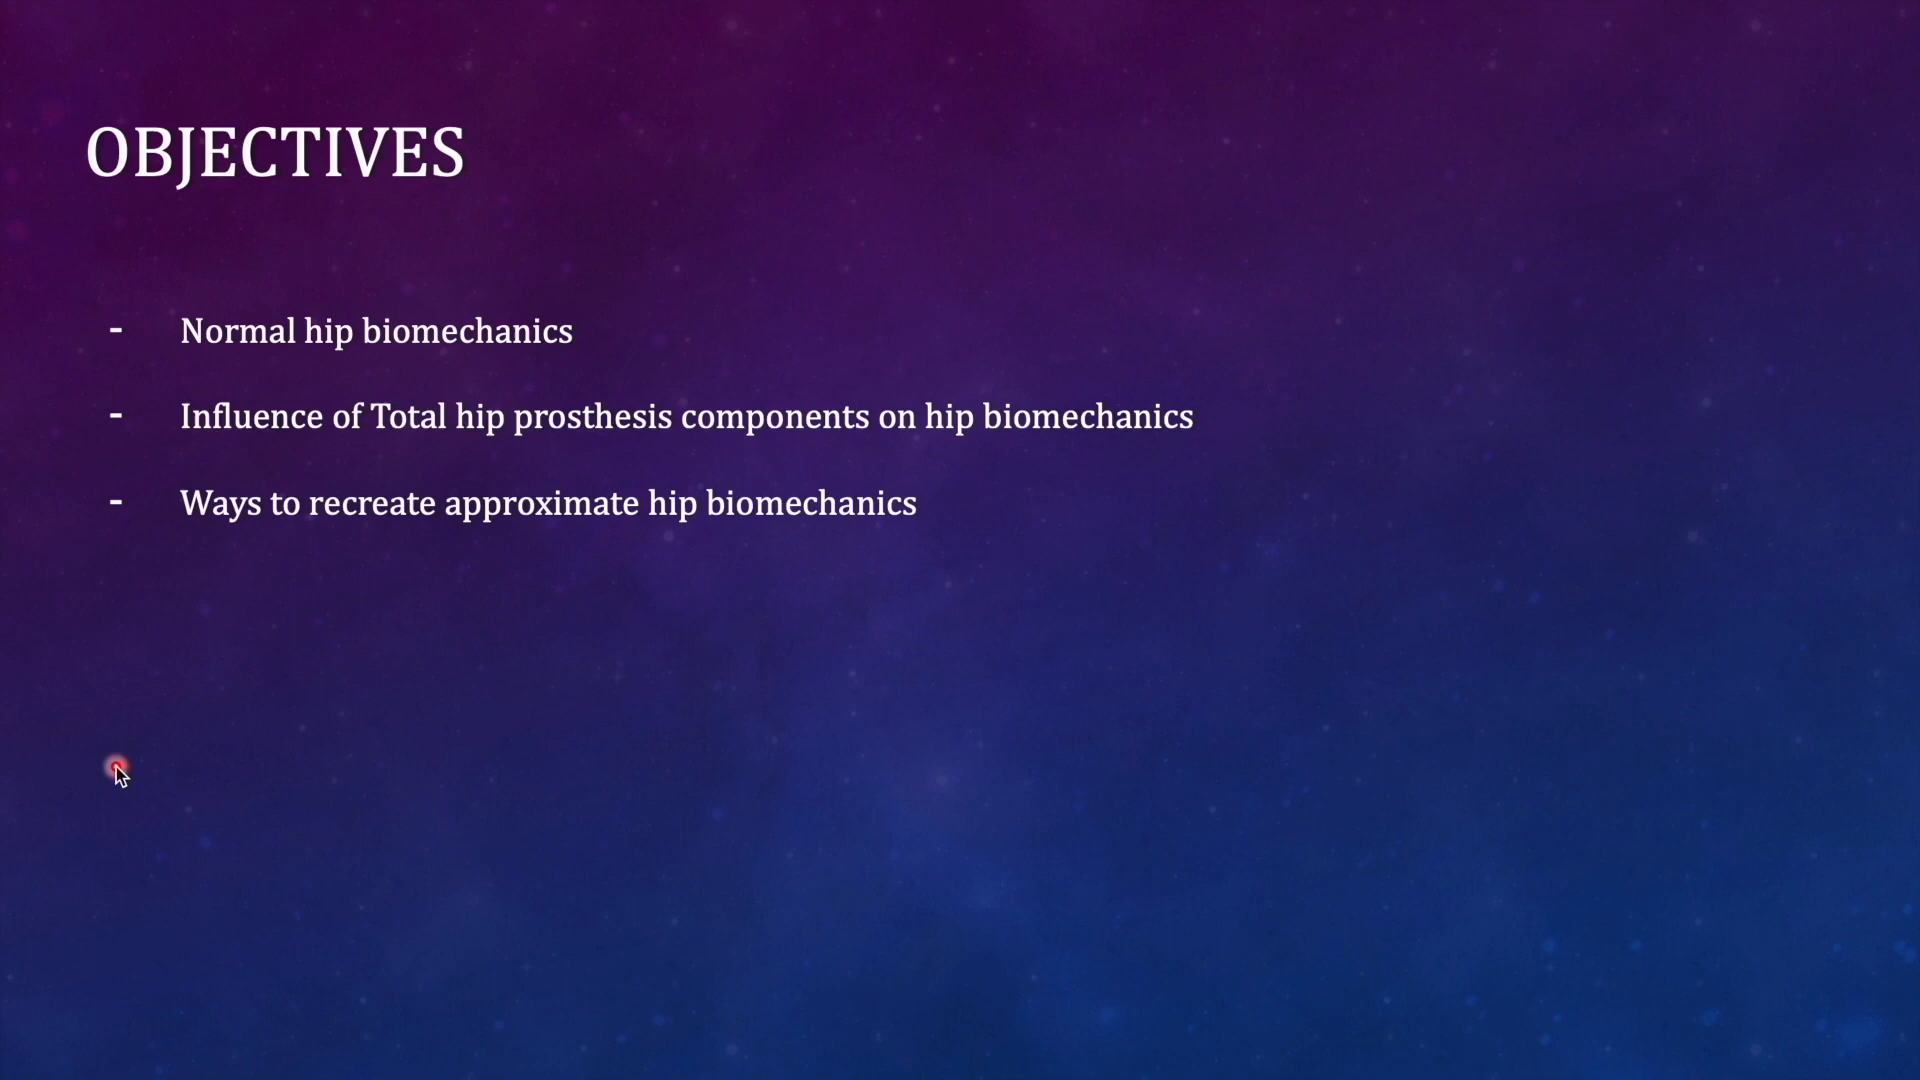 OBJECTIVES
- Normal hip biomechanics
- Influence of Total hip prosthesis components on hip biomechanics
- Ways to recreate approximate hip biomechanics